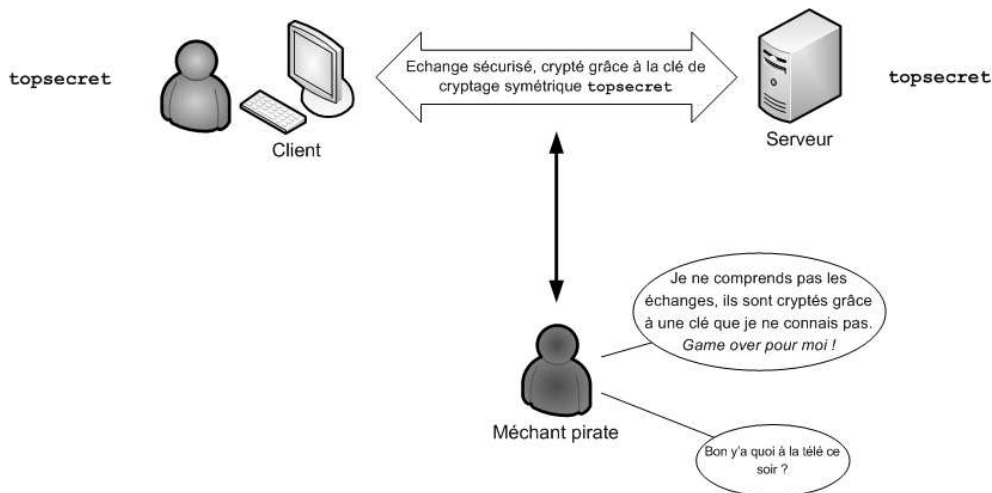 topsecret
Echange sécurisé, crypté grâce à la clé de
cryptage symétrique topsecret
topsecret
Client
Serveur
Je ne comprends pas les
échanges, ils sont cryptés grâce
à une clé que je ne connais pas.
Game over pour moi !
Méchant pirate
Bon y'a quoi à la télé ce
soir ?